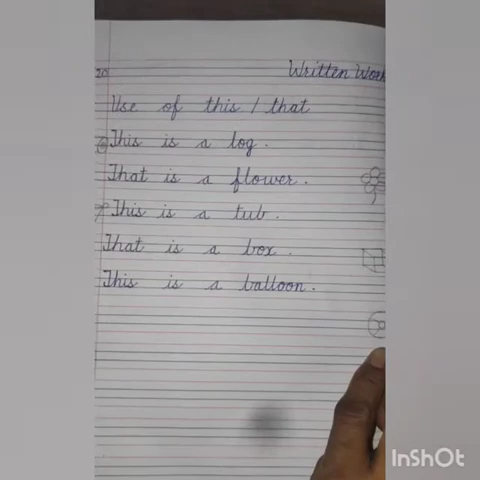 20
Written Work
Use of this / that
This is a log.
That is a flower.
This is a tub.
That is a box.
This is a balloon.
InShOt